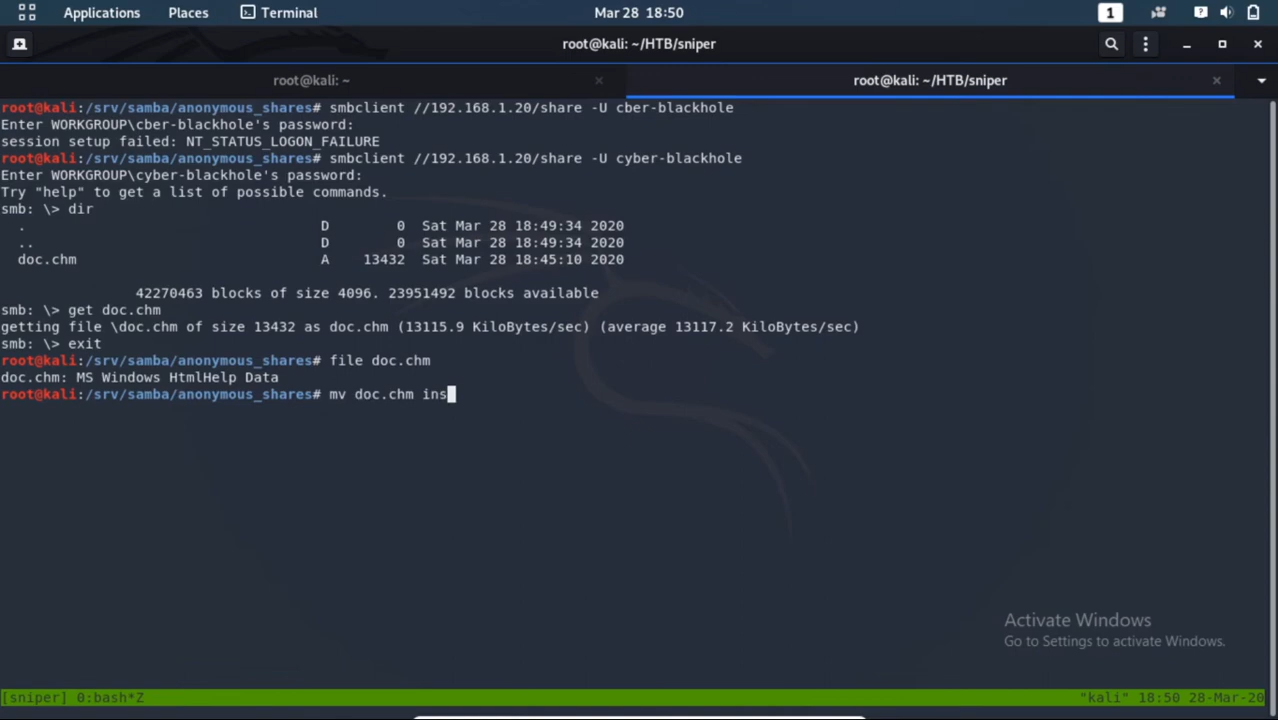 Applications Places Terminal Mar 28 18:50 1
root@kali: ~/HTB/sniper
root@kali: ~ root@kali: ~/HTB/sniper
root@kali:/srv/samba/anonymous_shares# smbclient //192.168.1.20/share -U cber-blackhole
Enter WORKGROUP\cber-blackhole's password:
session setup failed: NT_STATUS_LOGON_FAILURE
root@kali:/srv/samba/anonymous_shares# smbclient //192.168.1.20/share -U cyber-blackhole
Enter WORKGROUP\cyber-blackhole's password:
Try "help" to get a list of possible commands.
smb: \> dir
. D 0 Sat Mar 28 18:49:34 2020
.. D 0 Sat Mar 28 18:49:34 2020
doc.chm A 13432 Sat Mar 28 18:45:10 2020
42270463 blocks of size 4096. 23951492 blocks available
smb: \> get doc.chm
getting file \doc.chm of size 13432 as doc.chm (13115.9 KiloBytes/sec) (average 13117.2 KiloBytes/sec)
smb: \> exit
root@kali:/srv/samba/anonymous_shares# file doc.chm
doc.chm: MS Windows HtmlHelp Data
root@kali:/srv/samba/anonymous_shares# mv doc.chm ins
Activate Windows
Go to Settings to activate Windows.
[sniper] 0:bash*Z "kali" 18:50 28-Mar-20